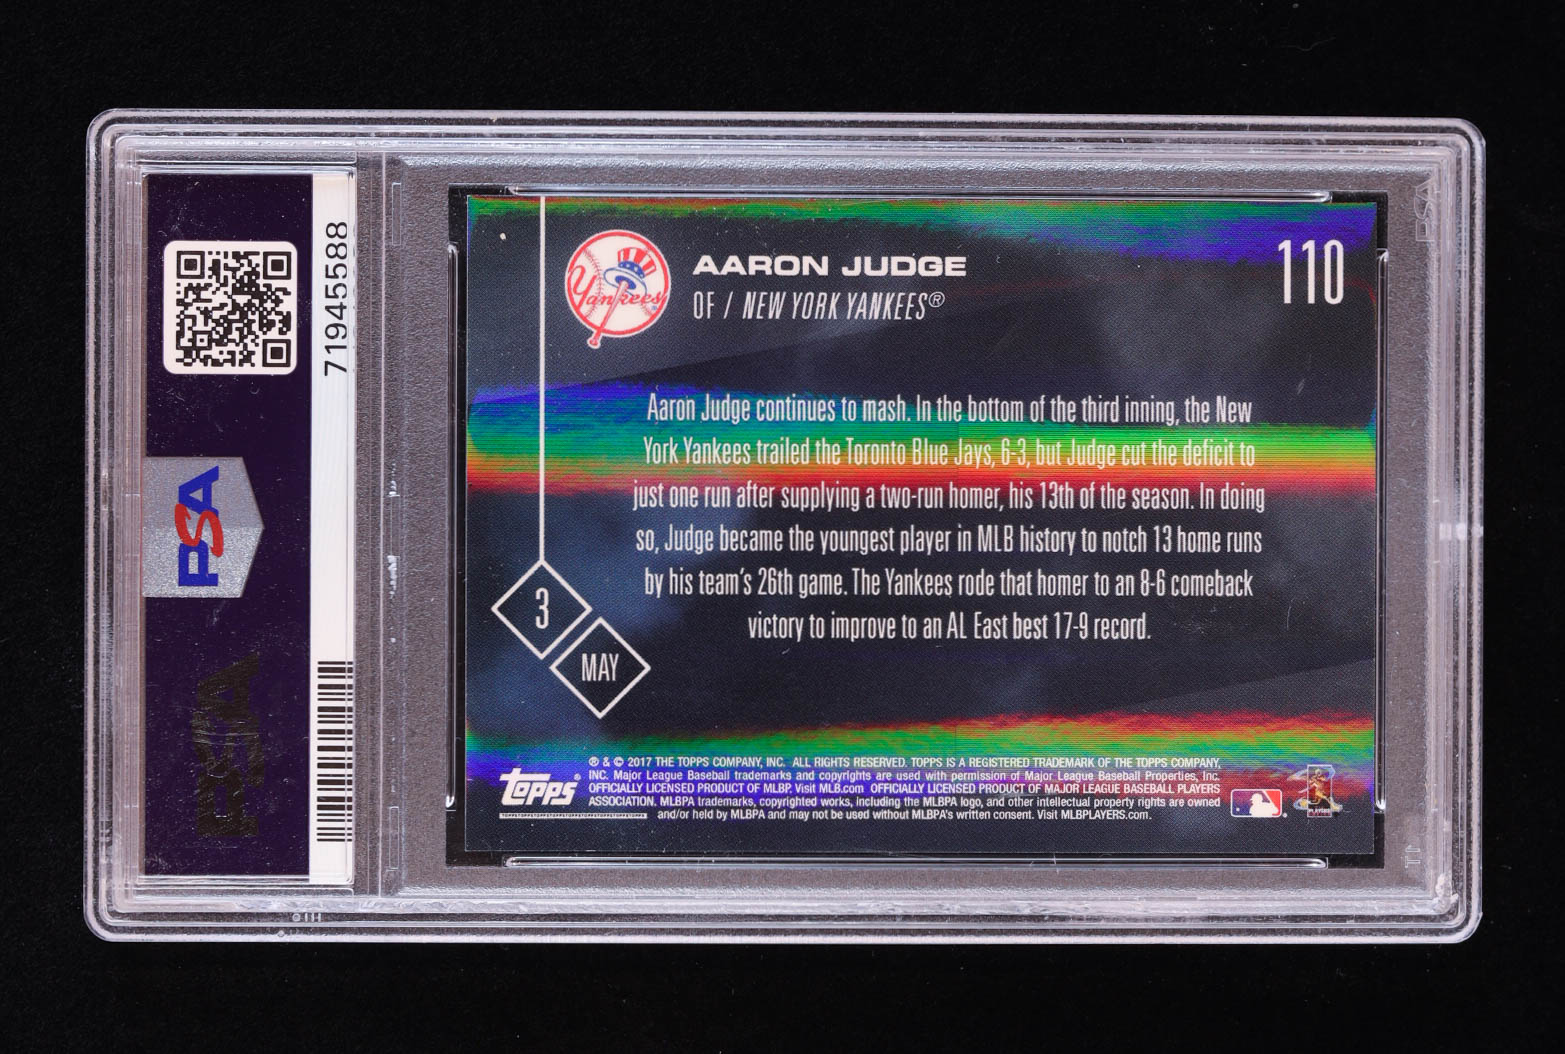 71945588
PSA
PSA
Yankees
AARON JUDGE
OF / NEW YORK YANKEES®
110
Aaron Judge continues to mash. In the bottom of the third inning, the New
York Yankees trailed the Toronto Blue Jays, 6-3, but Judge cut the deficit to
just one run after supplying a two-run homer, his 13th of the season. In doing
so, Judge became the youngest player in MLB history to notch 13 home runs
by his team's 26th game. The Yankees rode that homer to an 8-6 comeback
victory to improve to an AL East best 17-9 record.
3
MAY
Topps®
® & © 2017 THE TOPPS COMPANY, INC. ALL RIGHTS RESERVED. TOPPS IS A REGISTERED TRADEMARK OF THE TOPPS COMPANY,
INC. Major League Baseball trademarks and copyrights are used with permission of Major League Baseball Properties, Inc.
OFFICIALLY LICENSED PRODUCT OF MLBP. Visit MLB.com OFFICIALLY LICENSED PRODUCT OF MAJOR LEAGUE BASEBALL PLAYERS
ASSOCIATION. MLBPA trademarks, copyrighted works, including the MLBPA logo, and other intellectual property rights are owned
and/or held by MLBPA and may not be used without MLBPA's written consent. Visit MLBPLAYERS.com.
PSA